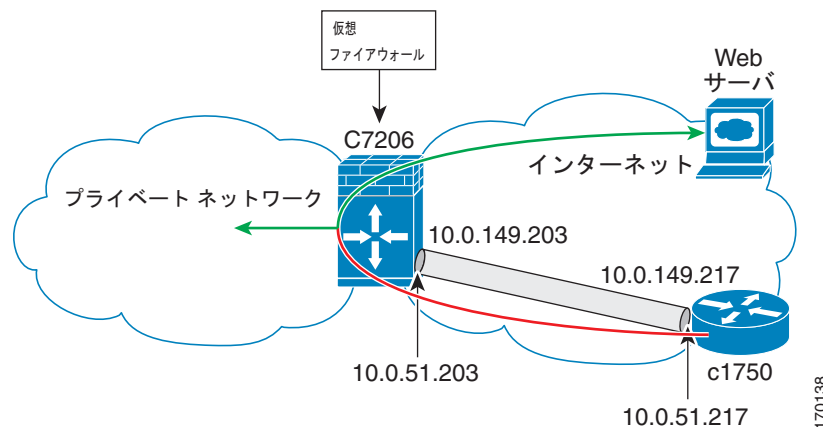 仮想
ファイアウォール
Web
サーバ
C7206
インターネット
プライベート ネットワーク
10.0.149.203
10.0.149.217
10.0.51.203
c1750
10.0.51.217
170138